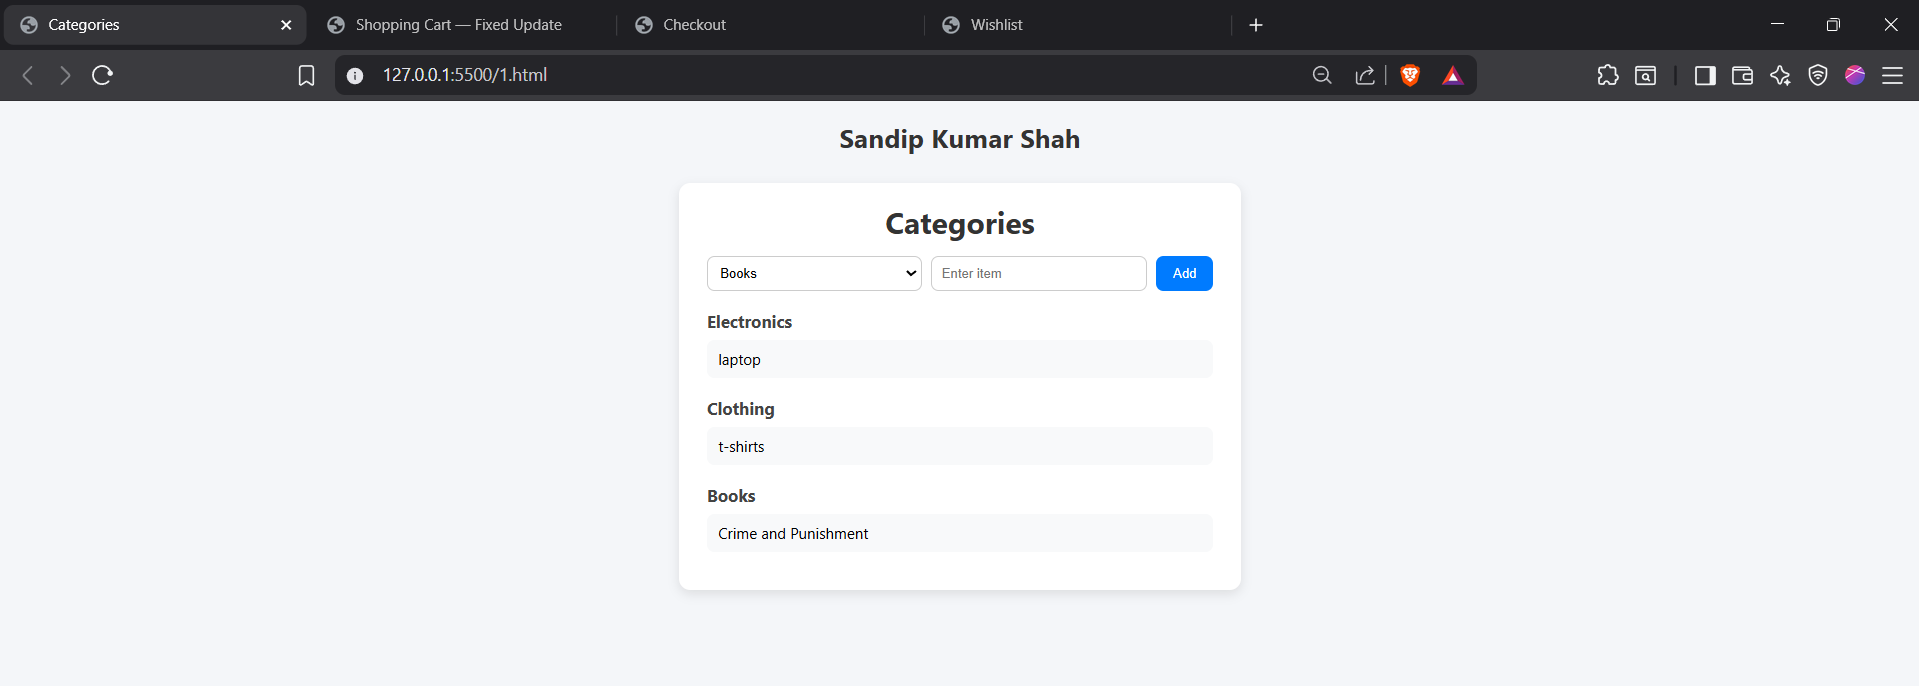 Categories
Shopping Cart — Fixed Update
Checkout
Wishlist
127.0.0.1:5500/1.html
Sandip Kumar Shah
Categories
Books
Enter item
Add
Electronics
laptop
Clothing
t-shirts
Books
Crime and Punishment